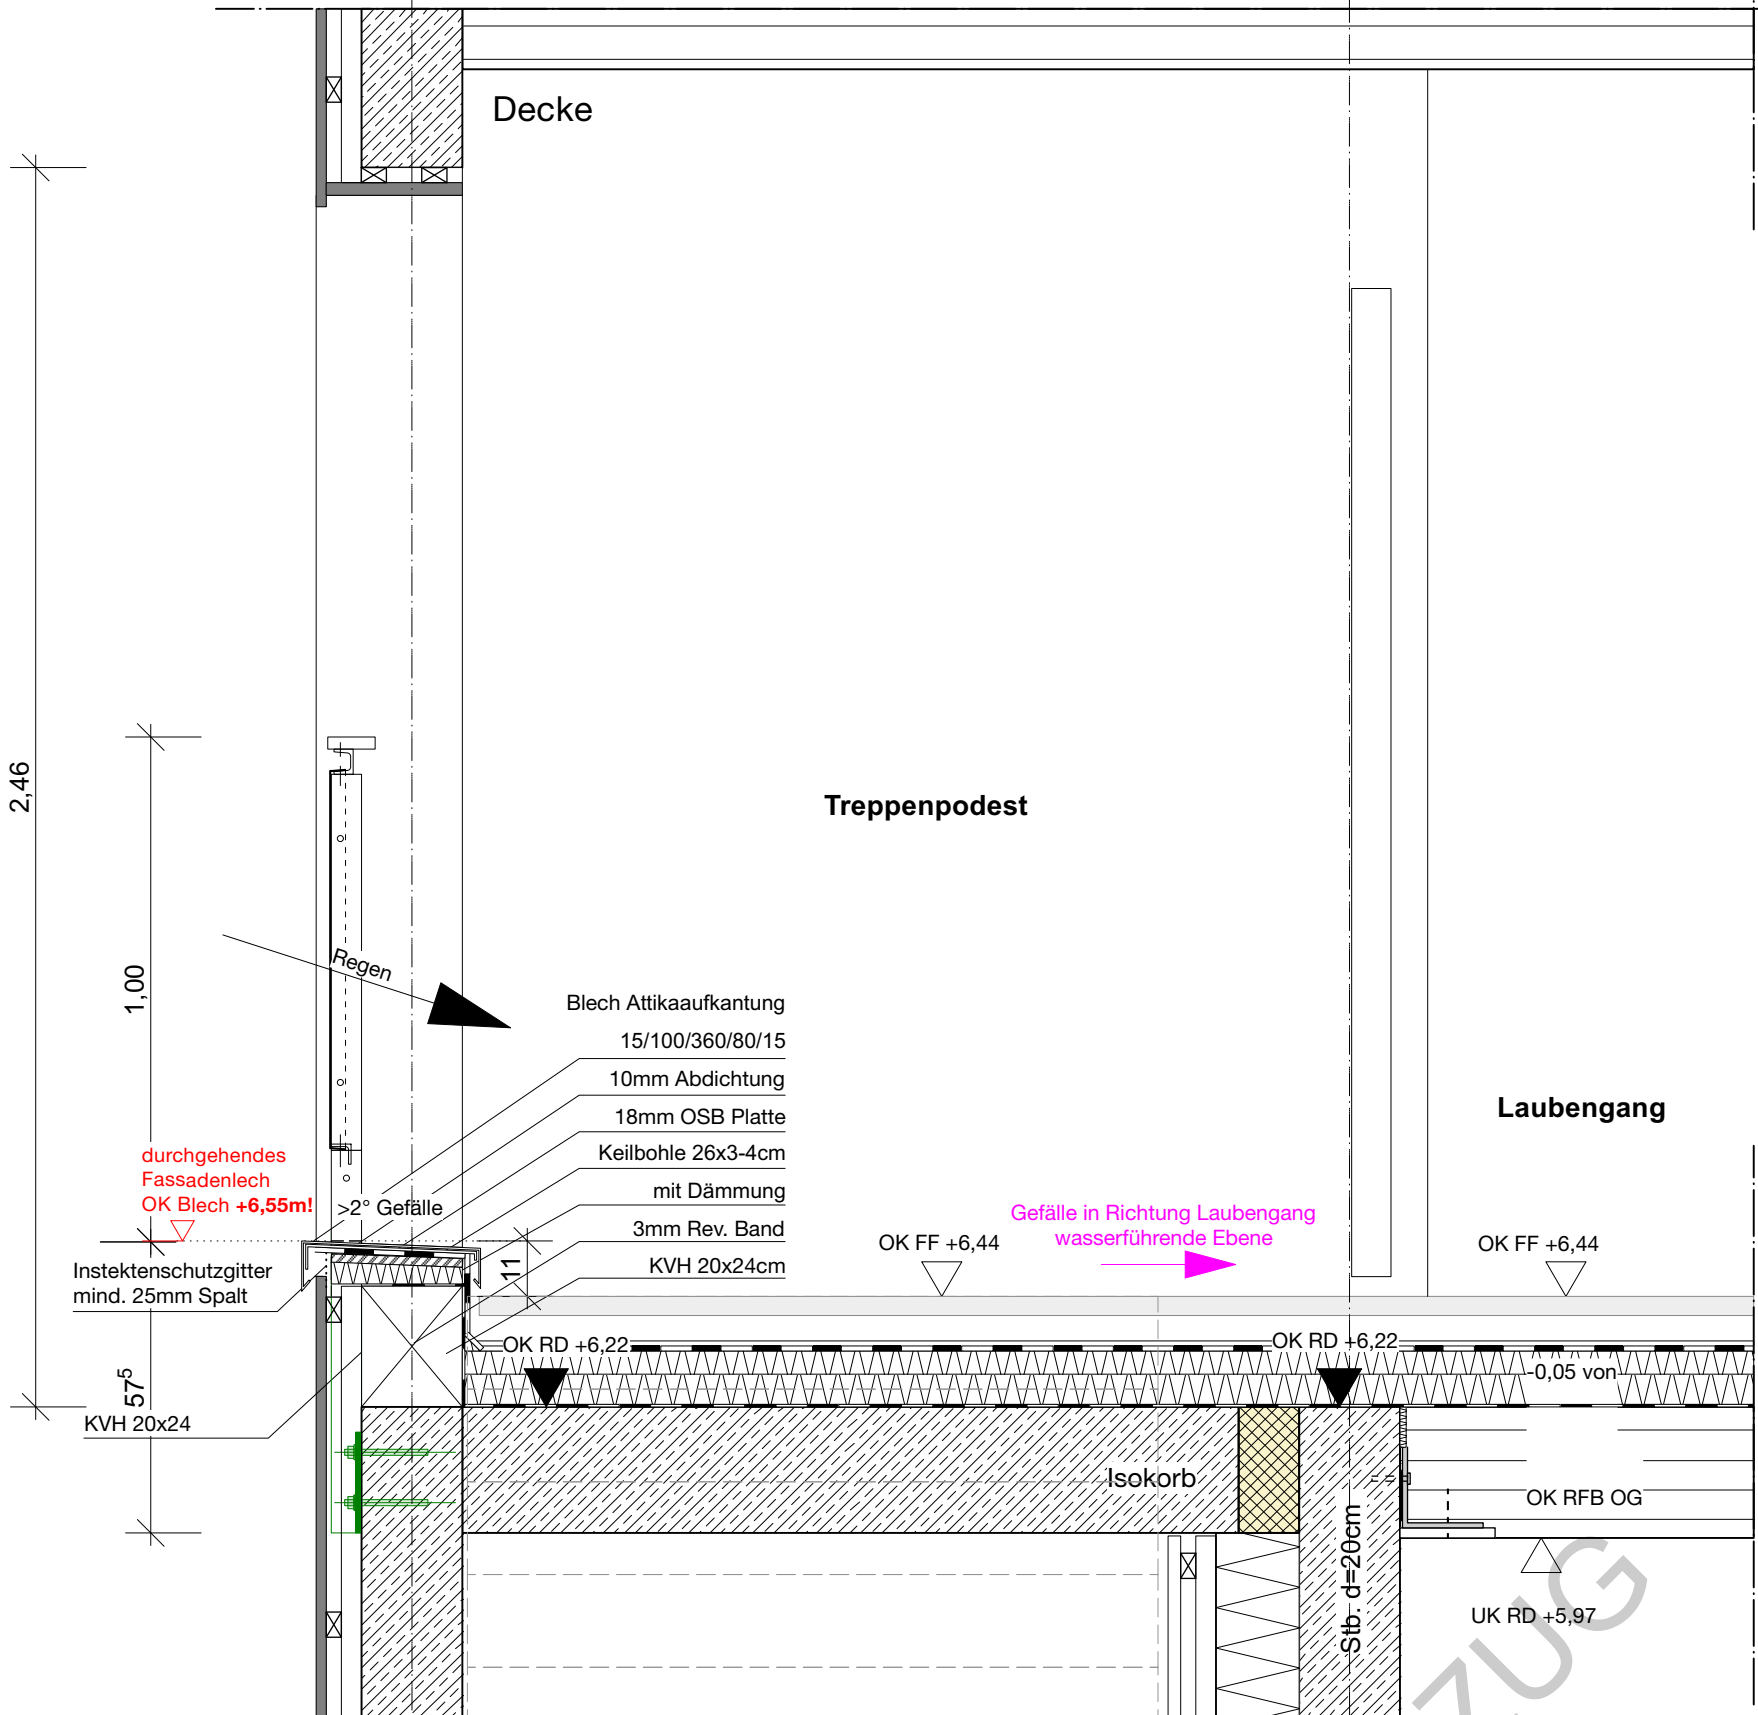 Decke
2,46
1,00
Treppenpodest
Regen
Blech Attikaaufkantung
15/100/360/80/15
10mm Abdichtung
18mm OSB Platte
Keilbohle 26x3-4cm
mit Dämmung
3mm Rev. Band
KVH 20x24cm
Laubengang
durchgehendes
Fassadenlech
OK Blech +6,55m!
>2° Gefälle
Instektenschutzgitter
mind. 25mm Spalt
11
Gefälle in Richtung Laubengang
wasserführende Ebene
OK FF +6,44
OK FF +6,44
OK RD +6,22
OK RD +6,22
-0,05 von
57⁵
KVH 20x24
Isokorb
OK RFB OG
Stb. d=20cm
UK RD +5,97
ZUG